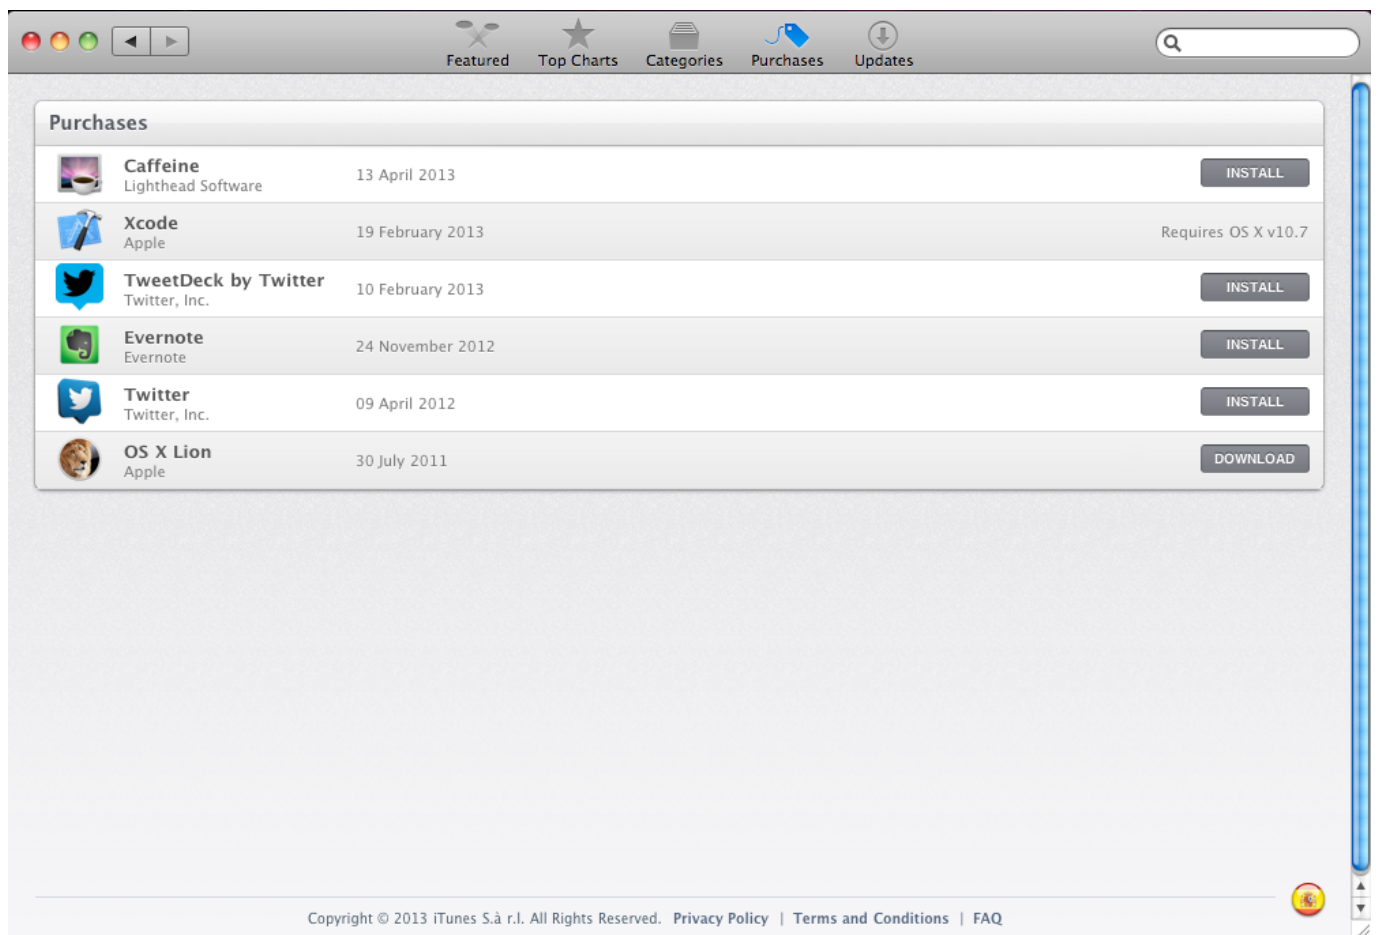 Featured Top Charts Categories Purchases Updates
Purchases
Caffeine
Lighthead Software
13 April 2013
INSTALL
Xcode
Apple
19 February 2013
Requires OS X v10.7
TweetDeck by Twitter
Twitter, Inc.
10 February 2013
INSTALL
Evernote
Evernote
24 November 2012
INSTALL
Twitter
Twitter, Inc.
09 April 2012
INSTALL
OS X Lion
Apple
30 July 2011
DOWNLOAD
Copyright © 2013 iTunes S.à r.l. All Rights Reserved. Privacy Policy | Terms and Conditions | FAQ